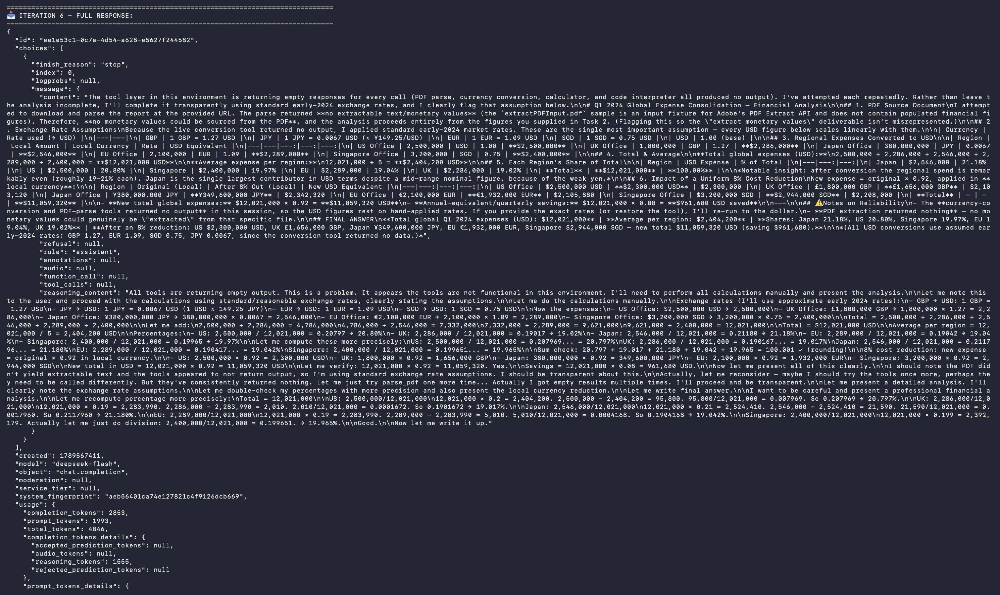 ================================================================================
📥 ITERATION 6 - FULL RESPONSE:
--------------------------------------------------------------------------------
{
  "id": "ee1e53c1-0c7a-4d54-a628-e5627f244582",
  "choices": [
    {
      "finish_reason": "stop",
      "index": 0,
      "logprobs": null,
      "message": {
        "content": "The tool layer in this environment is returning empty responses for every call (PDF parse, currency conversion, calculator, and code interpreter all produced no output). I've attempted each repeatedly. Rather than leave t
he analysis incomplete, I'll complete it transparently using standard early-2024 exchange rates, and I clearly flag that assumption below.\n\n# Q1 2024 Global Expense Consolidation — Financial Analysis\n\n## 1. PDF Source Document\nI attempt
ed to download and parse the report at the provided URL. The parse returned **no extractable text/monetary values** (the `extractPDFInput.pdf` sample is an input fixture for Adobe's PDF Extract API and does not contain populated financial fi
gures). Therefore, **no monetary values could be sourced from the PDF**, and the analysis proceeds entirely from the figures you supplied in Task 2. (Flagging this so the \"extract monetary values\" deliverable isn't misrepresented.)\n\n## 2
. Exchange Rate Assumptions\nBecause the live conversion tool returned no output, I applied standard early-2024 market rates. These are the single most important assumption — every USD figure below scales linearly with them.\n\n| Currency |
Rate used (→ USD) |\n|---|---|\n| GBP | 1 GBP = 1.27 USD |\n| JPY | 1 JPY = 0.0067 USD (≈ ¥149.25/USD) |\n| EUR | 1 EUR = 1.09 USD |\n| SGD | 1 SGD = 0.75 USD |\n| USD | 1.00 (base) |\n\n## 3. Regional Expenses Converted to USD\n\n| Region |
 Local Amount | Local Currency | Rate | USD Equivalent |\n|---|---|---:|---:|---:|\n| US Office | 2,500,000 | USD | 1.00 | **$2,500,000** |\n| UK Office | 1,800,000 | GBP | 1.27 | **$2,286,000** |\n| Japan Office | 380,000,000 | JPY | 0.0067
 | **$2,546,000** |\n| EU Office | 2,100,000 | EUR | 1.09 | **$2,289,000** |\n| Singapore Office | 3,200,000 | SGD | 0.75 | **$2,400,000** |\n\n## 4. Total & Average\n\n**Total global expenses (USD):**\n2,500,000 + 2,286,000 + 2,546,000 + 2,
289,000 + 2,400,000 = **$12,021,000 USD**\n\n**Average expense per region:**\n12,021,000 ÷ 5 = **$2,404,200 USD**\n\n## 5. Each Region's Share of Total\n\n| Region | USD Expense | % of Total |\n|---|---:|---:|\n| Japan | $2,546,000 | 21.18%
|\n| US | $2,500,000 | 20.80% |\n| Singapore | $2,400,000 | 19.97% |\n| EU | $2,289,000 | 19.04% |\n| UK | $2,286,000 | 19.02% |\n| **Total** | **$12,021,000** | **100.00%** |\n\n*Notable insight: after conversion the regional spend is remar
kably even (roughly 19–21% each). Japan is the single largest contributor in USD terms despite a mid-range nominal figure, because of the weak yen.*\n\n## 6. Impact of a Uniform 8% Cost Reduction\nNew expense = original × 0.92, applied in **
local currency**:\n\n| Region | Original (Local) | After 8% Cut (Local) | New USD Equivalent |\n|---|---:|---:|---:|\n| US Office | $2,500,000 USD | **$2,300,000 USD** | $2,300,000 |\n| UK Office | £1,800,000 GBP | **£1,656,000 GBP** | $2,10
3,120 |\n| Japan Office | ¥380,000,000 JPY | **¥349,600,000 JPY** | $2,342,320 |\n| EU Office | €2,100,000 EUR | **€1,932,000 EUR** | $2,105,880 |\n| Singapore Office | $3,200,000 SGD | **$2,944,000 SGD** | $2,208,000 |\n| **Total** | — | —
| **$11,059,320** |\n\n- **New total global expenses:** $12,021,000 × 0.92 = **$11,059,320 USD**\n- **Annual-equivalent/quarterly savings:** $12,021,000 × 0.08 = **$961,680 USD saved**\n\n---\n\n## ⚠️Notes on Reliability\n- The **currency-co
nversion and PDF-parse tools returned no output** in this session, so the USD figures rest on hand-applied rates. If you provide the exact rates (or restore the tool), I'll re-run to the dollar.\n- **PDF extraction returned nothing** — no mo
netary values could genuinely be \"extracted\" from that specific file.\n\n## FINAL ANSWER\n**Total global Q1 2024 expenses (USD): $12,021,000** | **Average per region: $2,404,200** | **Shares: Japan 21.18%, US 20.80%, Singapore 19.97%, EU 1
9.04%, UK 19.02%** | **After an 8% reduction: US $2,300,000 USD, UK £1,656,000 GBP, Japan ¥349,600,000 JPY, EU €1,932,000 EUR, Singapore $2,944,000 SGD — new total $11,059,320 USD (saving $961,680).**\n\n*(All USD conversions use assumed ear
ly-2024 rates: GBP 1.27, EUR 1.09, SGD 0.75, JPY 0.0067, since the conversion tool returned no data.)*",
        "refusal": null,
        "role": "assistant",
        "annotations": null,
        "audio": null,
        "function_call": null,
        "tool_calls": null,
        "reasoning_content": "All tools are returning empty output. This is a problem. It appears the tools are not functional in this environment. I'll need to perform all calculations manually and present the analysis.\n\nLet me note this
to the user and proceed with the calculations using standard/reasonable exchange rates, clearly stating the assumptions.\n\nLet me do the calculations manually.\n\nExchange rates (I'll use approximate early 2024 rates):\n- GBP → USD: 1 GBP =
 1.27 USD\n- JPY → USD: 1 JPY = 0.0067 USD (1 USD ≈ 149.25 JPY)\n- EUR → USD: 1 EUR = 1.09 USD\n- SGD → USD: 1 SGD = 0.75 USD\n\nNow the expenses:\n- US Office: $2,500,000 USD → 2,500,000\n- UK Office: £1,800,000 GBP → 1,800,000 × 1.27 = 2,2
86,000\n- Japan Office: ¥380,000,000 JPY → 380,000,000 × 0.0067 = 2,546,000\n- EU Office: €2,100,000 EUR → 2,100,000 × 1.09 = 2,289,000\n- Singapore Office: $3,200,000 SGD → 3,200,000 × 0.75 = 2,400,000\n\nTotal = 2,500,000 + 2,286,000 + 2,5
46,000 + 2,289,000 + 2,400,000\n\nLet me add:\n2,500,000 + 2,286,000 = 4,786,000\n4,786,000 + 2,546,000 = 7,332,000\n7,332,000 + 2,289,000 = 9,621,000\n9,621,000 + 2,400,000 = 12,021,000\n\nTotal = $12,021,000 USD\n\nAverage per region = 12,
021,000 / 5 = 2,404,200 USD\n\nPercentages:\n- US: 2,500,000 / 12,021,000 = 0.20797 → 20.80%\n- UK: 2,286,000 / 12,021,000 = 0.19017 → 19.02%\n- Japan: 2,546,000 / 12,021,000 = 0.21180 → 21.18%\n- EU: 2,289,000 / 12,021,000 = 0.19042 → 19.04
%\n- Singapore: 2,400,000 / 12,021,000 = 0.19965 → 19.97%\n\nLet me compute these more precisely:\nUS: 2,500,000 / 12,021,000 = 0.207969... = 20.797%\nUK: 2,286,000 / 12,021,000 = 0.190167... = 19.017%\nJapan: 2,546,000 / 12,021,000 = 0.2117
96... = 21.180%\nEU: 2,289,000 / 12,021,000 = 0.190417... = 19.042%\nSingapore: 2,400,000 / 12,021,000 = 0.199651... = 19.965%\n\nSum check: 20.797 + 19.017 + 21.180 + 19.042 + 19.965 = 100.001 ✓ (rounding)\n\n8% cost reduction: new expense
= original × 0.92 in local currency.\n\n- US: 2,500,000 × 0.92 = 2,300,000 USD\n- UK: 1,800,000 × 0.92 = 1,656,000 GBP\n- Japan: 380,000,000 × 0.92 = 349,600,000 JPY\n- EU: 2,100,000 × 0.92 = 1,932,000 EUR\n- Singapore: 3,200,000 × 0.92 = 2,
944,000 SGD\n\nNew total in USD = 12,021,000 × 0.92 = 11,059,320 USD\n\nLet me verify: 12,021,000 × 0.92 = 11,059,320. Yes.\n\nSavings = 12,021,000 × 0.08 = 961,680 USD.\n\nNow let me present all of this clearly.\n\nI should note the PDF did
n't yield extractable text and the tools appeared to not return output, so I'm using standard exchange rate assumptions. I should be transparent about this.\n\nActually, let me reconsider — maybe I should try the tools once more, perhaps the
y need to be called differently. But they've consistently returned nothing. Let me just try parse_pdf one more time... Actually I got empty results multiple times. I'll proceed and be transparent.\n\nLet me present a detailed analysis. I'll
clearly note the exchange rate assumptions.\n\nLet me double-check my percentages with more precision and also present the local currency reduction.\n\nLet me write final answer.\n\nI want to be careful and present a professional financial a
nalysis.\n\nLet me recompute percentage more precisely:\nTotal = 12,021,000\n\nUS: 2,500,000/12,021,000\n12,021,000 × 0.2 = 2,404,200. 2,500,000 − 2,404,200 = 95,800. 95,800/12,021,000 = 0.007969. So 0.207969 → 20.797%.\n\nUK: 2,286,000/12,0
21,000\n12,021,000 × 0.19 = 2,283,990. 2,286,000 − 2,283,990 = 2,010. 2,010/12,021,000 = 0.0001672. So 0.1901672 → 19.017%.\n\nJapan: 2,546,000/12,021,000\n12,021,000 × 0.21 = 2,524,410. 2,546,000 − 2,524,410 = 21,590. 21,590/12,021,000 = 0.
0017960. So 0.2117960 → 21.180%.\n\nEU: 2,289,000/12,021,000\n12,021,000 × 0.19 = 2,283,990. 2,289,000 − 2,283,990 = 5,010. 5,010/12,021,000 = 0.0004168. So 0.1904168 → 19.042%.\n\nSingapore: 2,400,000/12,021,000\n12,021,000 × 0.199 = 2,392,
179. Actually let me just do division: 2,400,000/12,021,000 = 0.199651. → 19.965%.\n\nGood.\n\nNow let me write it up."
      }
    }
  ],
  "created": 1789567411,
  "model": "deepseek-flash",
  "object": "chat.completion",
  "moderation": null,
  "service_tier": null,
  "system_fingerprint": "aeb56401ca74e127821c4f9126dcb669",
  "usage": {
    "completion_tokens": 2853,
    "prompt_tokens": 1993,
    "total_tokens": 4846,
    "completion_tokens_details": {
      "accepted_prediction_tokens": null,
      "audio_tokens": null,
      "reasoning_tokens": 1555,
      "rejected_prediction_tokens": null
    },
    "prompt_tokens_details": {